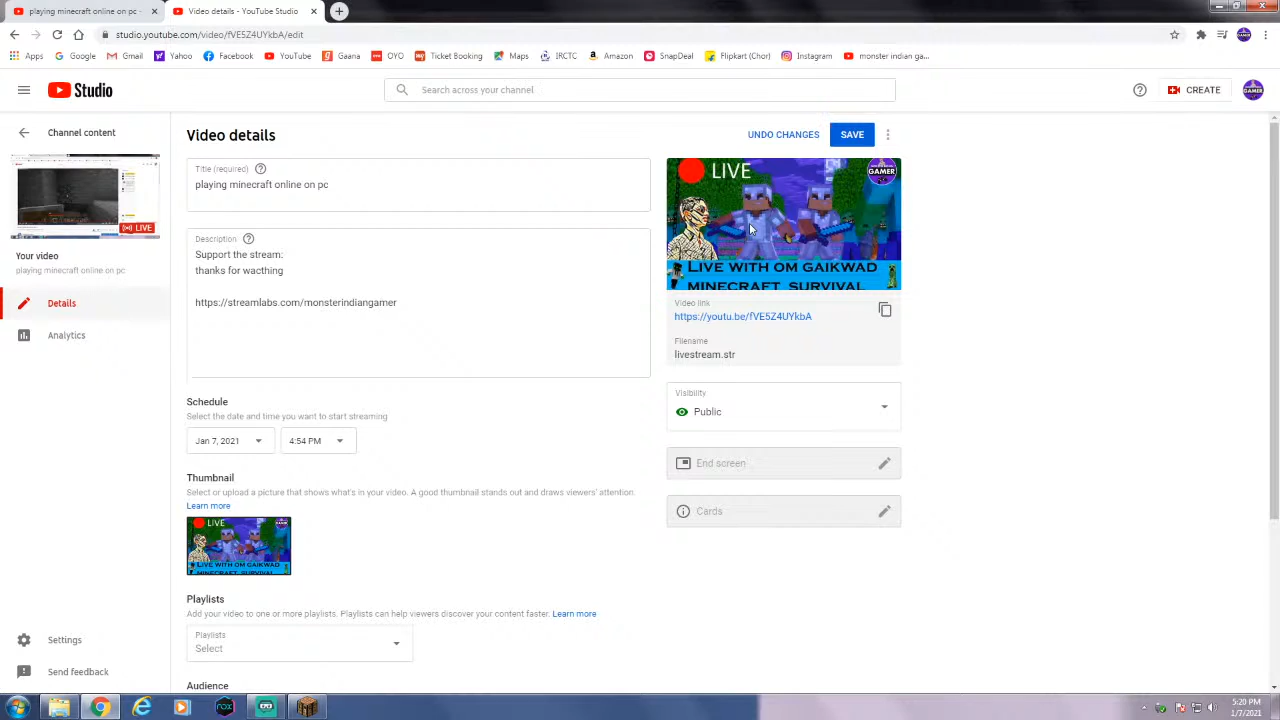 playing minecraft online on pc -
Video details - YouTube Studio
studio.youtube.com/video/fVE5Z4UYkbA/edit
Apps Google Gmail Yahoo Facebook YouTube Gaana OYO Ticket Booking Maps IRCTC Amazon SnapDeal Flipkart (Chor) Instagram monster indian ga...
Studio
Search across your channel
CREATE
Channel content
Video details
UNDO CHANGES
SAVE
Title (required)
playing minecraft online on pc
LIVE
GAMER
LIVE WITH OM GAIKWAD
MINECRAFT SURVIVAL
LIVE
Your video
playing minecraft online on pc
Description
Support the stream:
thanks for wacthing
https://streamlabs.com/monsterindiangamer
Details
Analytics
Video link
https://youtu.be/fVE5Z4UYkbA
Filename
livestream.str
Visibility
Public
Schedule
Select the date and time you want to start streaming
Jan 7, 2021
4:54 PM
End screen
Cards
Thumbnail
Select or upload a picture that shows what's in your video. A good thumbnail stands out and draws viewers' attention.
Learn more
LIVE
LIVE WITH OM GAIKWAD
MINECRAFT SURVIVAL
Playlists
Add your video to one or more playlists. Playlists can help viewers discover your content faster. Learn more
Playlists
Select
Settings
Send feedback
Audience
nox
5:20 PM
1/7/2021